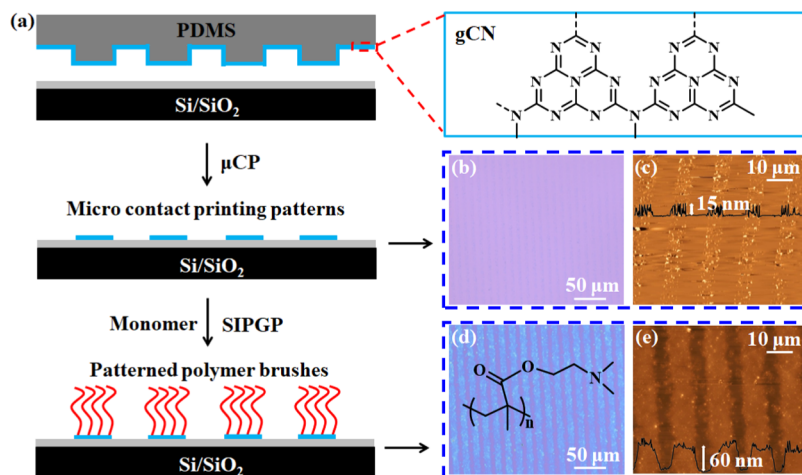 (a)
PDMS
Si/SiO₂
gCN
N N
N N N N
N N N N N N
N N N N N N
N N
μCP
Micro contact printing patterns
Si/SiO₂
(b)
50 μm
(c)
10 μm
15 nm
Monomer SIPGP
Patterned polymer brushes
Si/SiO₂
(d)
O
O
N
n
50 μm
(e)
10 μm
60 nm